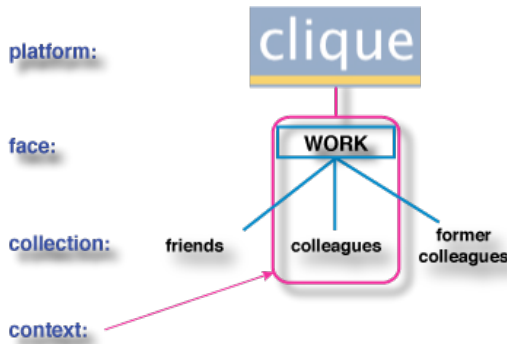 platform:
clique
face:
WORK
collection:
friends
colleagues
former
colleagues
context: